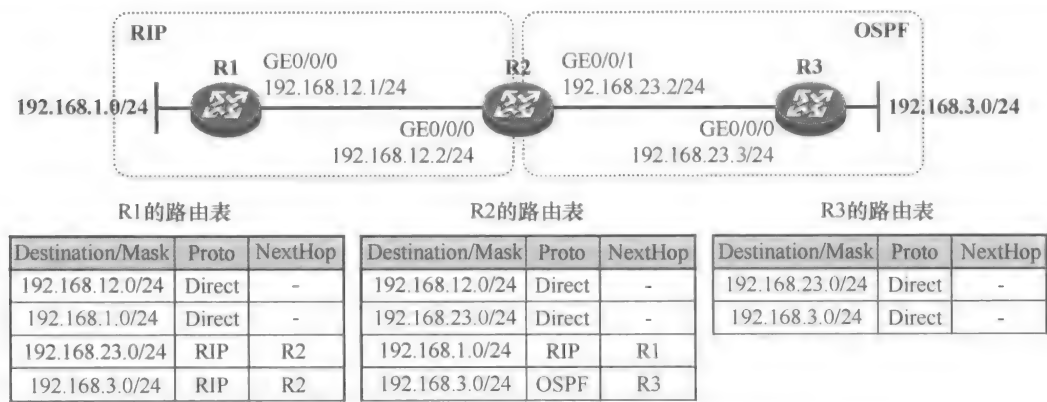 RIP
OSPF
R1
GE0/0/0
192.168.12.1/24
R2
GE0/0/1
192.168.23.2/24
R3
192.168.1.0/24
192.168.3.0/24
GE0/0/0
192.168.12.2/24
GE0/0/0
192.168.23.3/24
R1的路由表
Destination/Mask Proto NextHop
192.168.12.0/24 Direct -
192.168.1.0/24 Direct -
192.168.23.0/24 RIP R2
192.168.3.0/24 RIP R2
R2的路由表
Destination/Mask Proto NextHop
192.168.12.0/24 Direct -
192.168.23.0/24 Direct -
192.168.1.0/24 RIP R1
192.168.3.0/24 OSPF R3
R3的路由表
Destination/Mask Proto NextHop
192.168.23.0/24 Direct -
192.168.3.0/24 Direct -